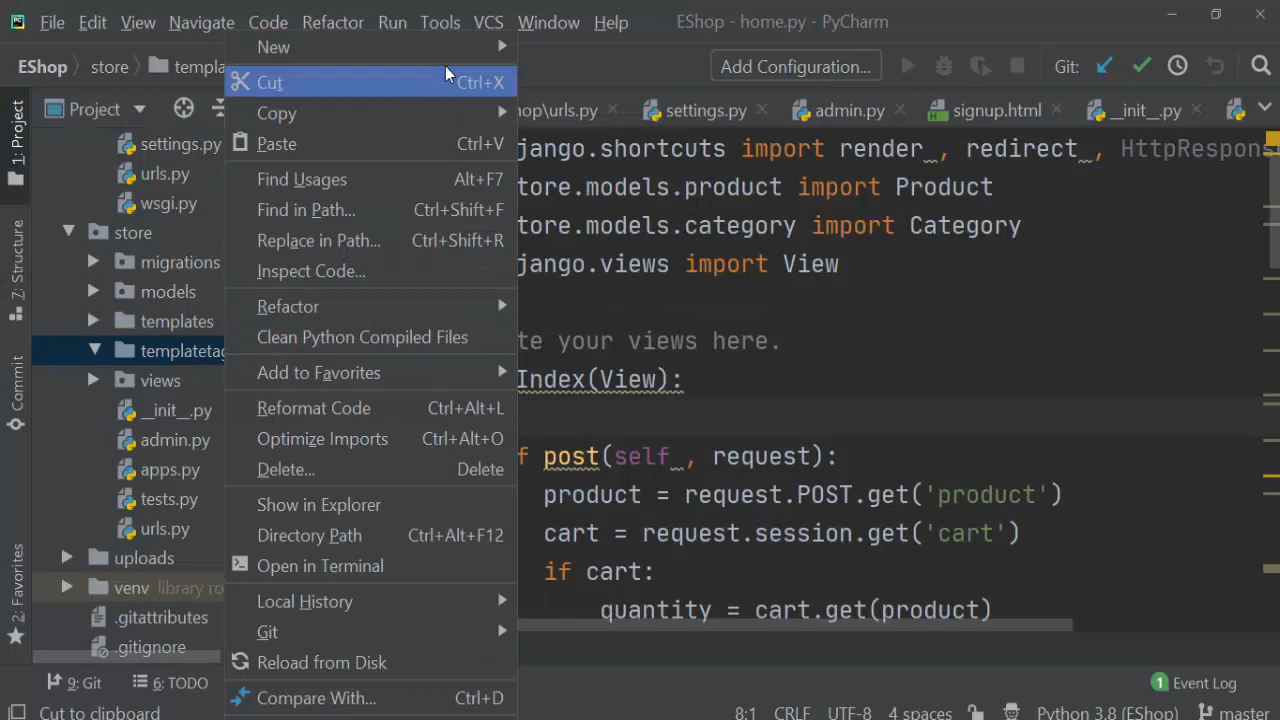 File Edit View Navigate Code Refactor Run Tools VCS Window Help EShop - home.py - PyCharm
EShop store templa Add Configuration... Git:
Project
hop\urls.py settings.py admin.py signup.html __init__.py
1: Project
Z: Structure
Commit
2: Favorites
settings.py
urls.py
wsgi.py
store
migrations
models
templates
templatetag
views
__init__.py
admin.py
apps.py
tests.py
urls.py
uploads
venv library ro
.gitattributes
.gitignore
New
Cut Ctrl+X
Copy
Paste Ctrl+V
Find Usages Alt+F7
Find in Path... Ctrl+Shift+F
Replace in Path... Ctrl+Shift+R
Inspect Code...
Refactor
Clean Python Compiled Files
Add to Favorites
Reformat Code Ctrl+Alt+L
Optimize Imports Ctrl+Alt+O
Delete... Delete
Show in Explorer
Directory Path Ctrl+Alt+F12
Open in Terminal
Local History
Git
Reload from Disk
Compare With... Ctrl+D
jango.shortcuts import render , redirect , HttpRespons
tore.models.product import Product
tore.models.category import Category
jango.views import View
te your views here.
Index(View):
f post(self , request):
product = request.POST.get('product')
cart = request.session.get('cart')
if cart:
quantity = cart.get(product)
9: Git 6: TODO 1 Event Log
Cut to clipboard 8:1 CRLF UTF-8 4 spaces Python 3.8 (EShop) master